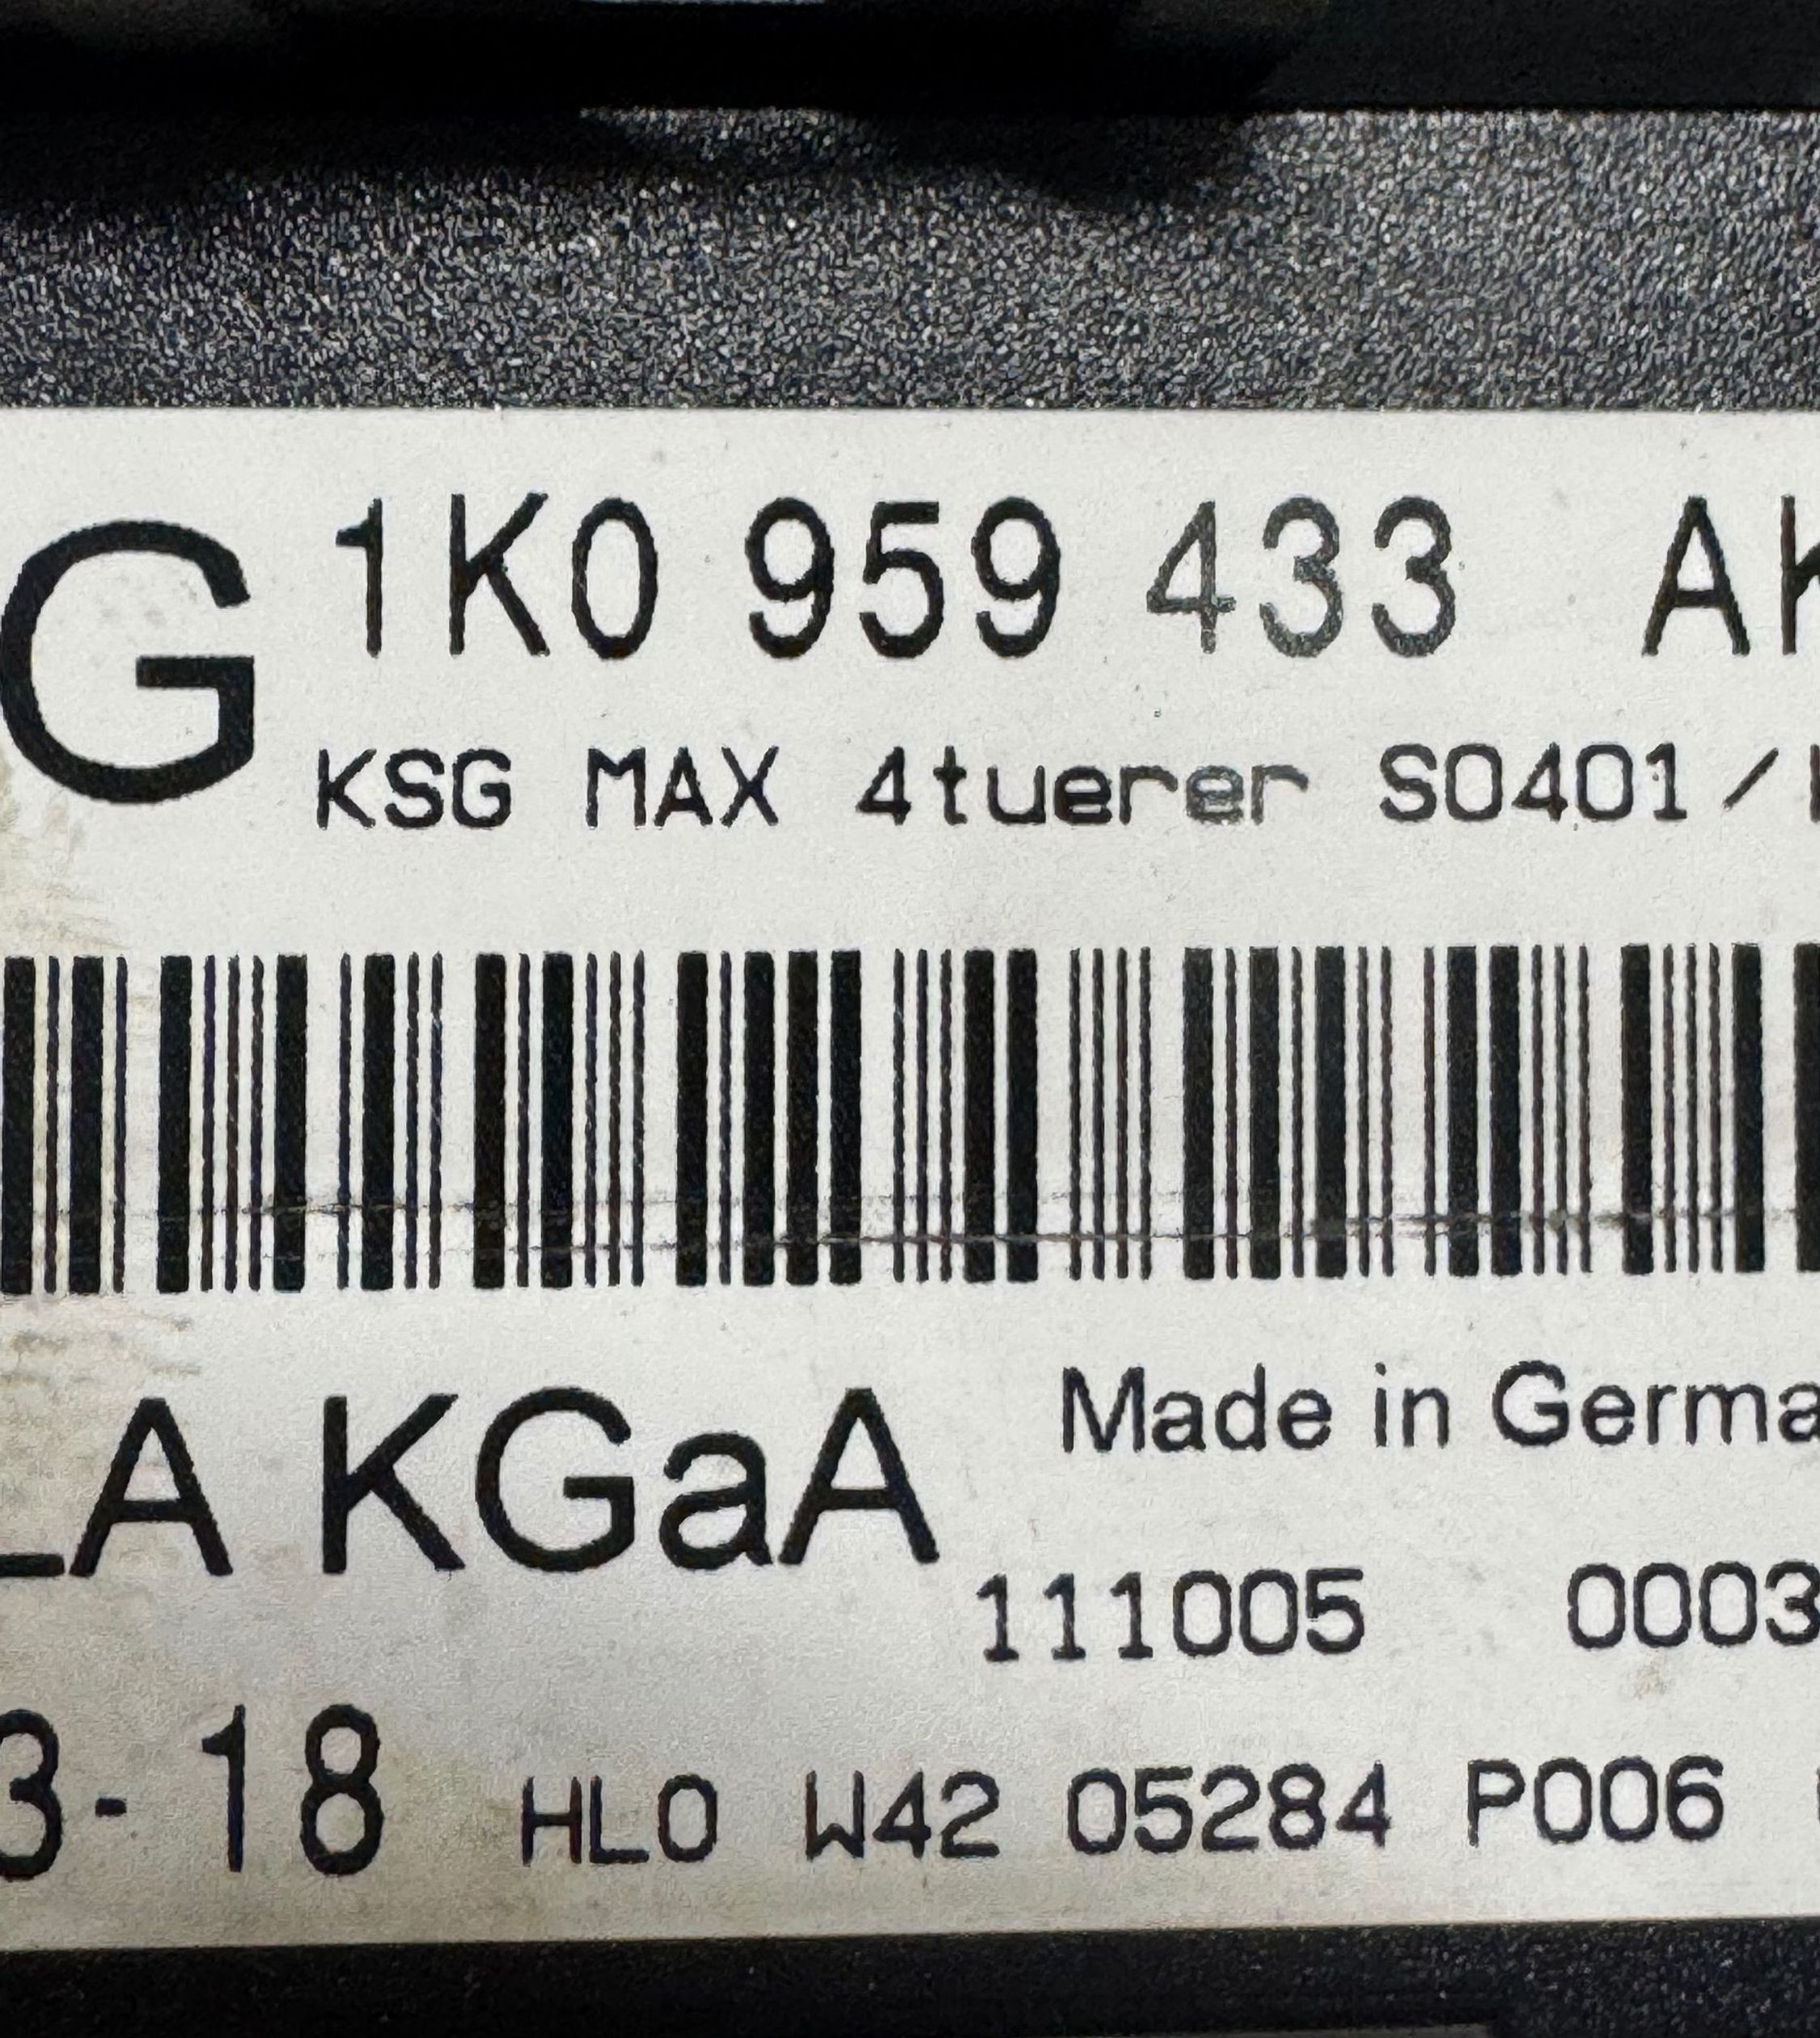 G 1K0 959 433 AK
KSG MAX 4tuerer S0401/
LA KGaA
Made in Germa
111005 0003
3-18 HLO W42 05284 P006